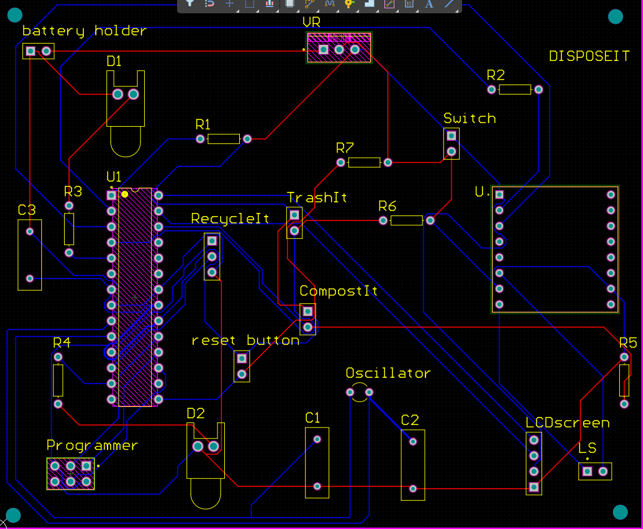 VR
battery holder
D1
DISPOSEIT
R2
Switch
R1
R7
U1
R3
TrashIt
U.
C3
RecycleIt
R6
CompostIt
reset button
R4
R5
Oscillator
D2
C1
C2
LCDscreen
Programmer
LS